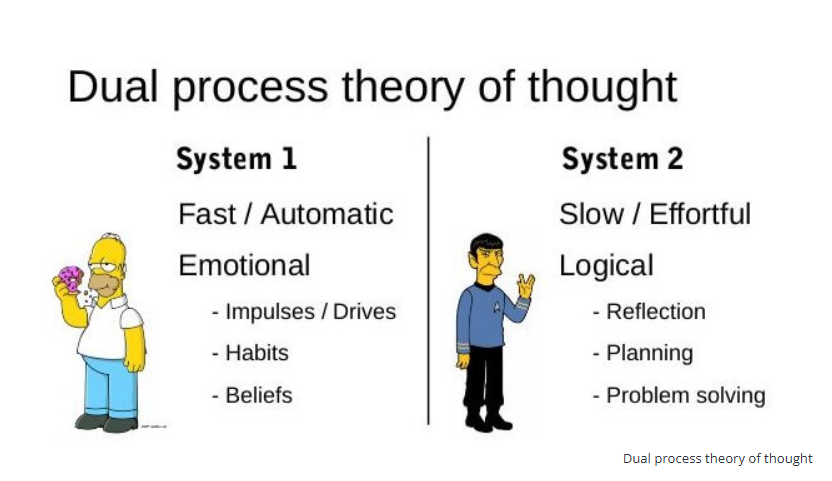 Dual process theory of thought
System 1
Fast / Automatic
Emotional
- Impulses / Drives
- Habits
- Beliefs
System 2
Slow / Effortful
Logical
- Reflection
- Planning
- Problem solving
Dual process theory of thought